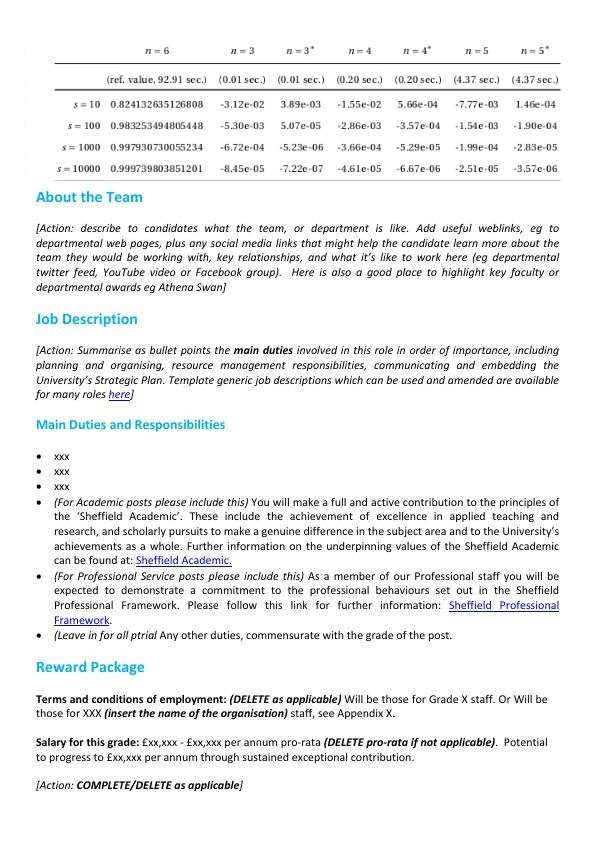 n = 6 n = 3 n = 3* n = 4 n = 4* n = 5 n = 5*
(ref. value, 92.91 sec.) (0.01 sec.) (0.01 sec.) (0.20 sec.) (0.20 sec.) (4.37 sec.) (4.37 sec.)
s = 10 0.824132635126808 -3.12e-02 3.89e-03 -1.55e-02 5.66e-04 -7.77e-03 1.46e-04
s = 100 0.983253494805448 -5.30e-03 5.07e-05 -2.86e-03 -3.57e-04 -1.54e-03 -1.90e-04
s = 1000 0.997930730055234 -6.72e-04 -5.23e-06 -3.66e-04 -5.29e-05 -1.99e-04 -2.83e-05
s = 10000 0.999739803851201 -8.45e-05 -7.22e-07 -4.61e-05 -6.67e-06 -2.51e-05 -3.57e-06
About the Team
[Action: describe to candidates what the team, or department is like. Add useful weblinks, eg to
departmental web pages, plus any social media links that might help the candidate learn more about the
team they would be working with, key relationships, and what it's like to work here (eg departmental
twitter feed, YouTube video or Facebook group). Here is also a good place to highlight key faculty or
departmental awards eg Athena Swan]
Job Description
[Action: Summarise as bullet points the main duties involved in this role in order of importance, including
planning and organising, resource management responsibilities, communicating and embedding the
University's Strategic Plan. Template generic job descriptions which can be used and amended are available
for many roles here]
Main Duties and Responsibilities
• xxx
• xxx
• xxx
• (For Academic posts please include this) You will make a full and active contribution to the principles of
the 'Sheffield Academic'. These include the achievement of excellence in applied teaching and
research, and scholarly pursuits to make a genuine difference in the subject area and to the University's
achievements as a whole. Further information on the underpinning values of the Sheffield Academic
can be found at: Sheffield Academic.
• (For Professional Service posts please include this) As a member of our Professional staff you will be
expected to demonstrate a commitment to the professional behaviours set out in the Sheffield
Professional Framework. Please follow this link for further information: Sheffield Professional
Framework.
• (Leave in for all ptrial Any other duties, commensurate with the grade of the post.
Reward Package
Terms and conditions of employment: (DELETE as applicable) Will be those for Grade X staff. Or Will be
those for XXX (insert the name of the organisation) staff, see Appendix X.
Salary for this grade: £xx,xxx - £xx,xxx per annum pro-rata (DELETE pro-rata if not applicable). Potential
to progress to £xx,xxx per annum through sustained exceptional contribution.
[Action: COMPLETE/DELETE as applicable]